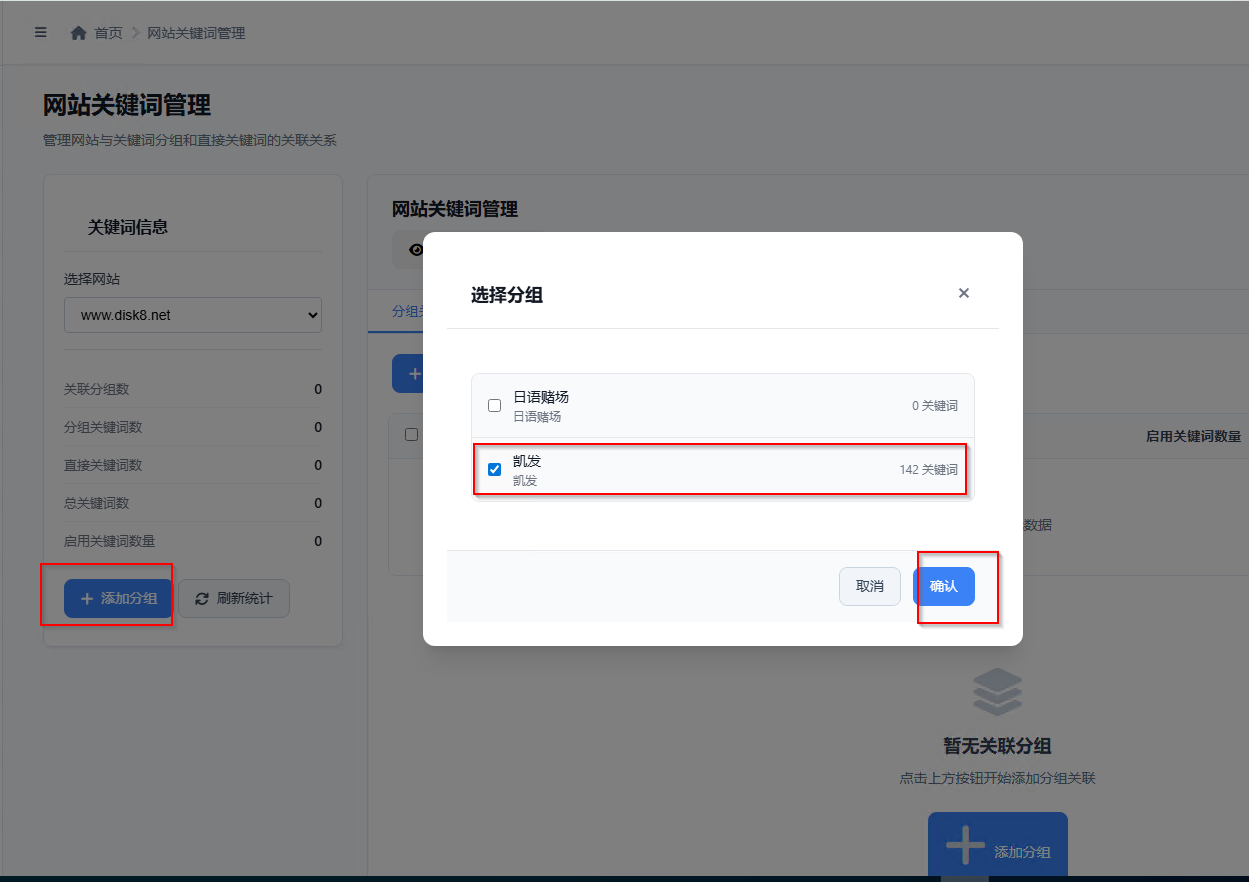 首页 网站关键词管理
网站关键词管理
管理网站与关键词分组和直接关键词的关联关系
关键词信息
选择网站
www.disk8.net
关联分组数 0
分组关键词数 0
直接关键词数 0
总关键词数 0
启用关键词数量 0
添加分组 刷新统计
网站关键词管理
分组
启用关键词数量
数据
选择分组
日语赌场
日语赌场
0 关键词
凯发
凯发
142 关键词
取消 确认
暂无关联分组
点击上方按钮开始添加分组关联
添加分组